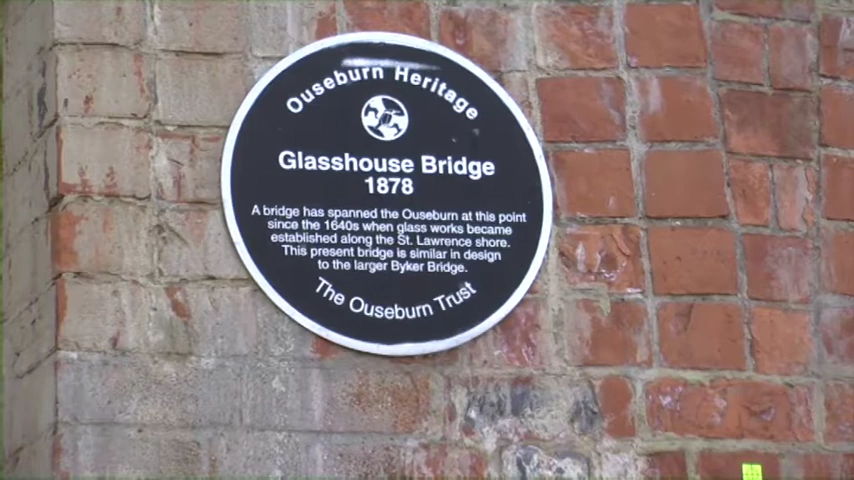 Ouseburn Heritage
GLASSHOUSE BRIDGE
1878
A bridge has spanned the Ouseburn at this point
since the 1640s when glass works became
established along the St. Lawrence shore.
This present bridge is similar in design
to the larger Byker Bridge.
The Ouseburn Trust